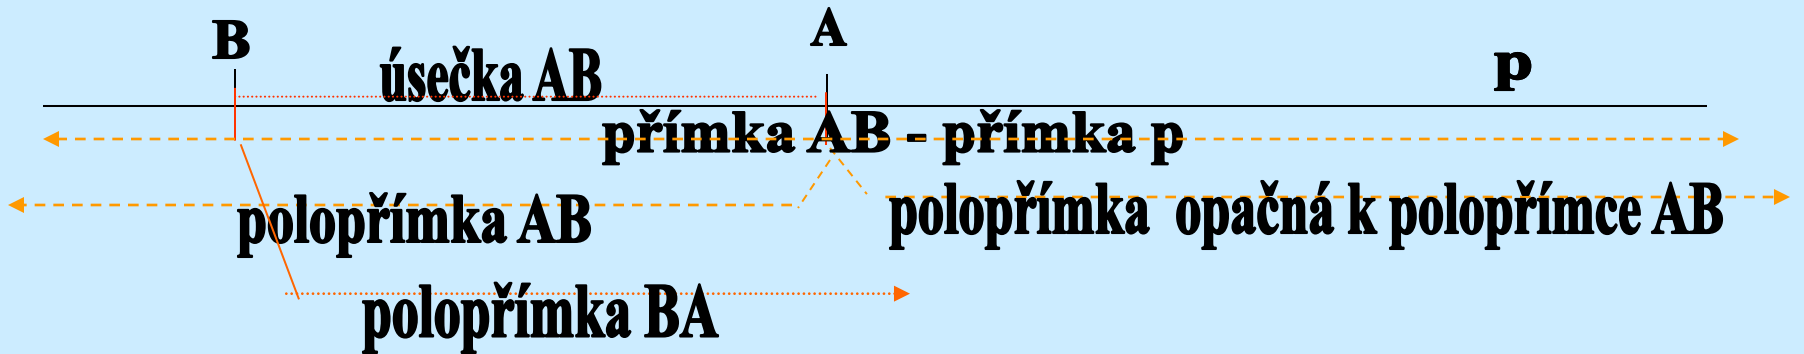 B
A
úsečka AB
p
přímka AB - přímka p
polopřímka AB
polopřímka opačná k polopřímce AB
polopřímka BA